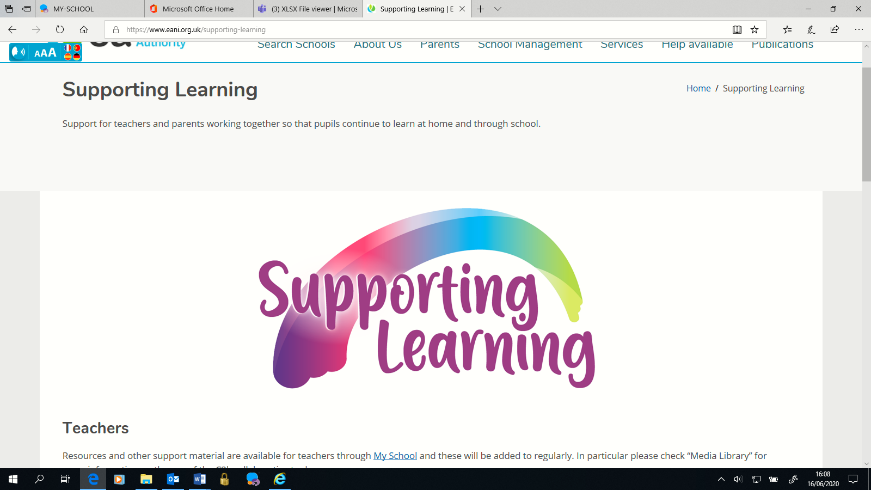 MY-SCHOOL
Microsoft Office Home
(3) XLSX File viewer | Micros
Supporting Learning | E
https://www.eani.org.uk/supporting-learning
AAA
ea Authority
Search Schools About Us Parents School Management Services Help available Publications
Supporting Learning
Home / Supporting Learning
Support for teachers and parents working together so that pupils continue to learn at home and through school.
Supporting
Learning
Teachers
Resources and other support material are available for teachers through My School and these will be added to regularly. In particular please check “Media Library” for
16:08
16/06/2020